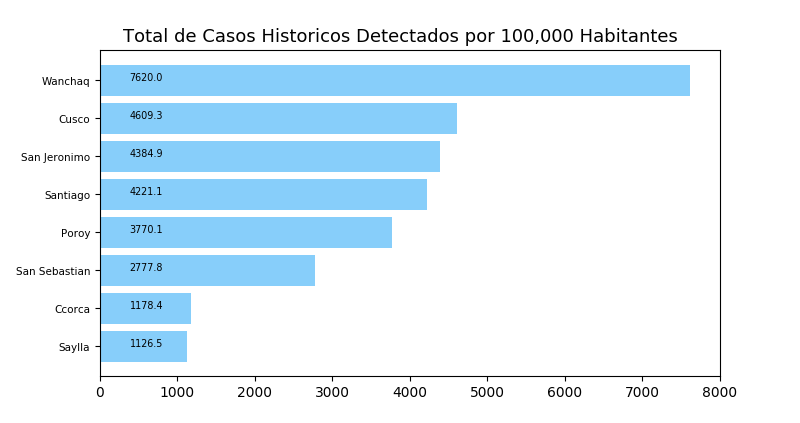 Total de Casos Historicos Detectados por 100,000 Habitantes
Wanchaq 7620.0
Cusco 4609.3
San Jeronimo 4384.9
Santiago 4221.1
Poroy 3770.1
San Sebastian 2777.8
Ccorca 1178.4
Saylla 1126.5
0 1000 2000 3000 4000 5000 6000 7000 8000